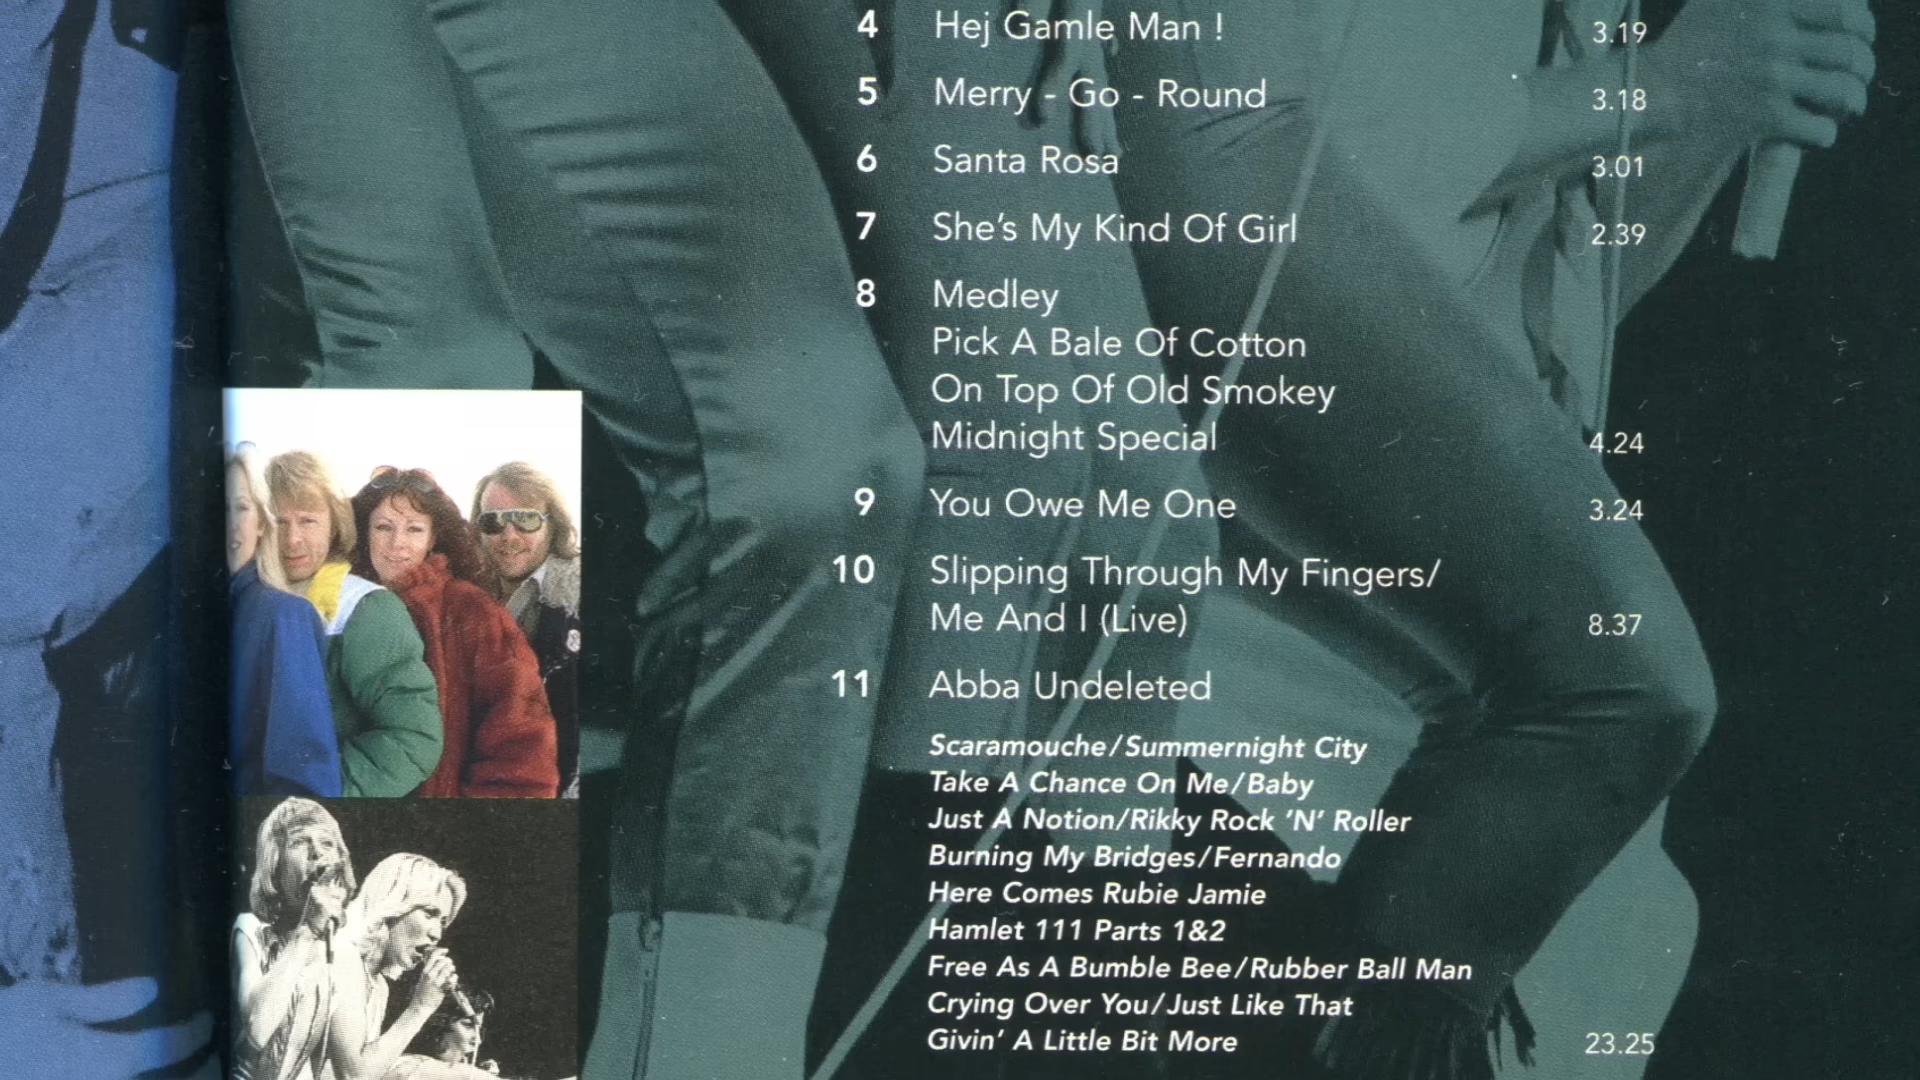 4 Hej Gamle Man ! 3.19
5 Merry - Go - Round 3.18
6 Santa Rosa 3.01
7 She's My Kind Of Girl 2.39
8 Medley
Pick A Bale Of Cotton
On Top Of Old Smokey
Midnight Special 4.24
9 You Owe Me One 3.24
10 Slipping Through My Fingers/
Me And I (Live) 8.37
11 Abba Undeleted
Scaramouche/Summernight City
Take A Chance On Me/Baby
Just A Notion/Rikky Rock 'N' Roller
Burning My Bridges/Fernando
Here Comes Rubie Jamie
Hamlet 111 Parts 1&2
Free As A Bumble Bee/Rubber Ball Man
Crying Over You/Just Like That
Givin' A Little Bit More 23.25